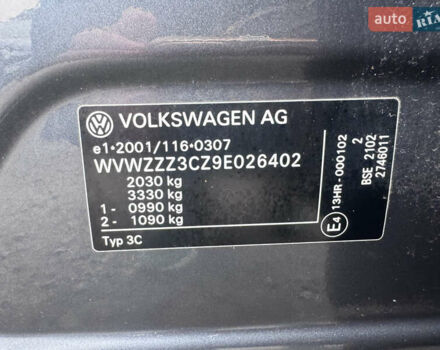 auto RIA
VOLKSWAGEN AG
e1*2001/116*0307
WVWZZZ3CZ9E026402
2030 kg
3330 kg
1 - 0990 kg
2 - 1090 kg
Typ 3C
E4 13HR-000102
2
BSE 2102
2746011